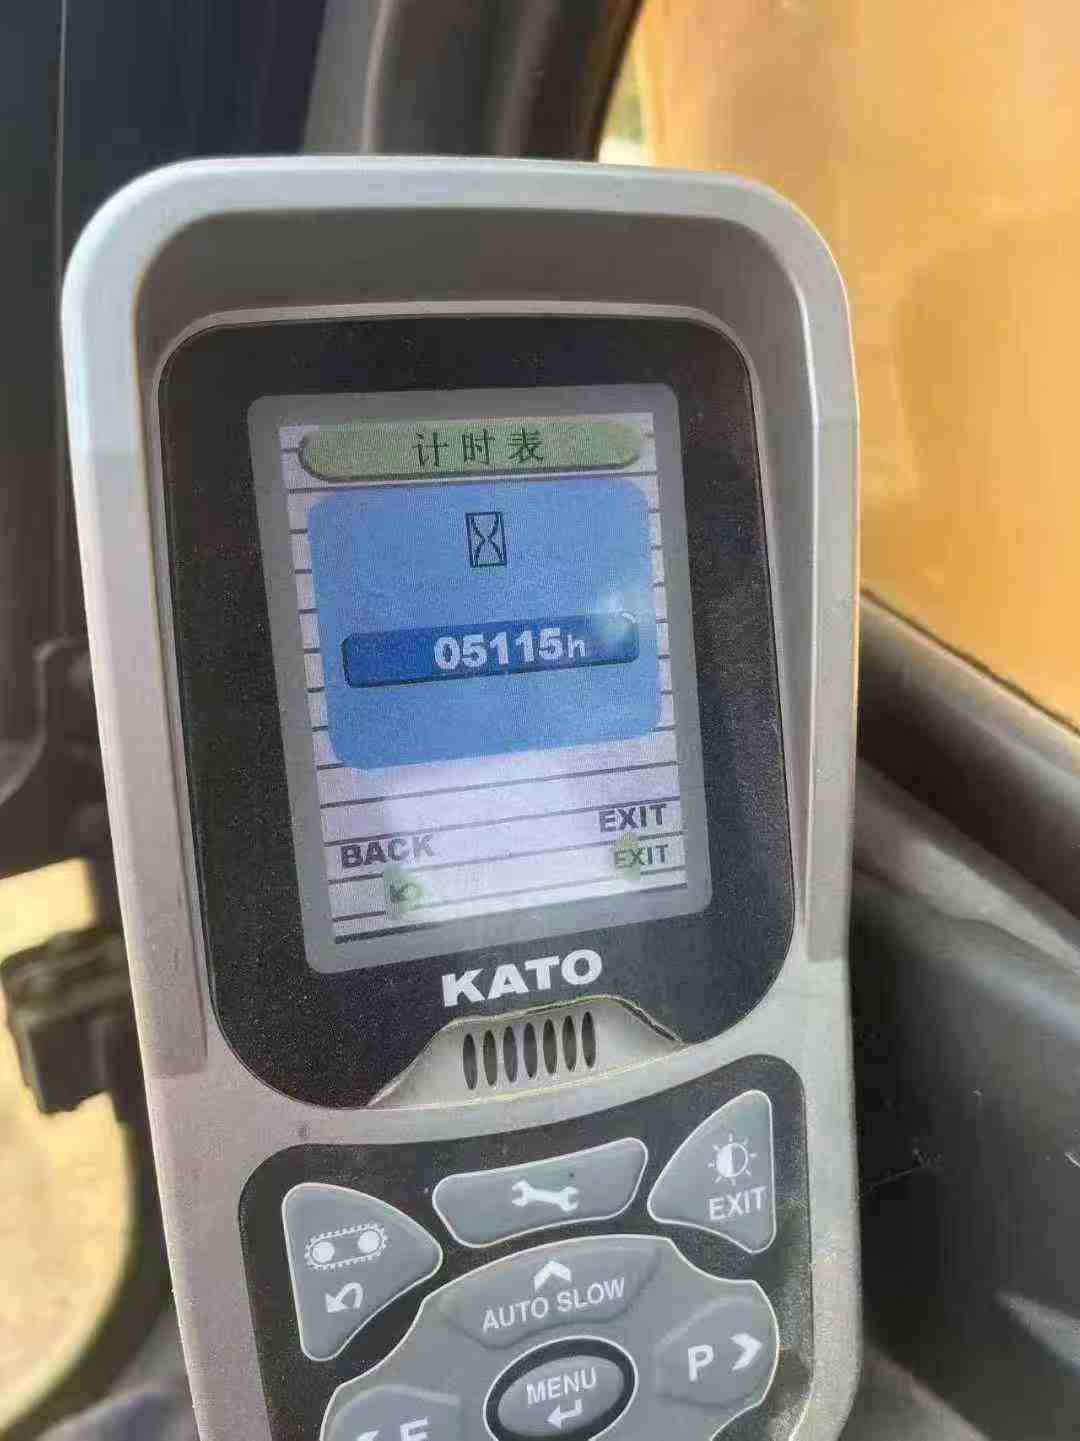 计时表
05115h
EXIT
BACK
EXIT
KATO
EXIT
AUTO SLOW
P
MENU
E